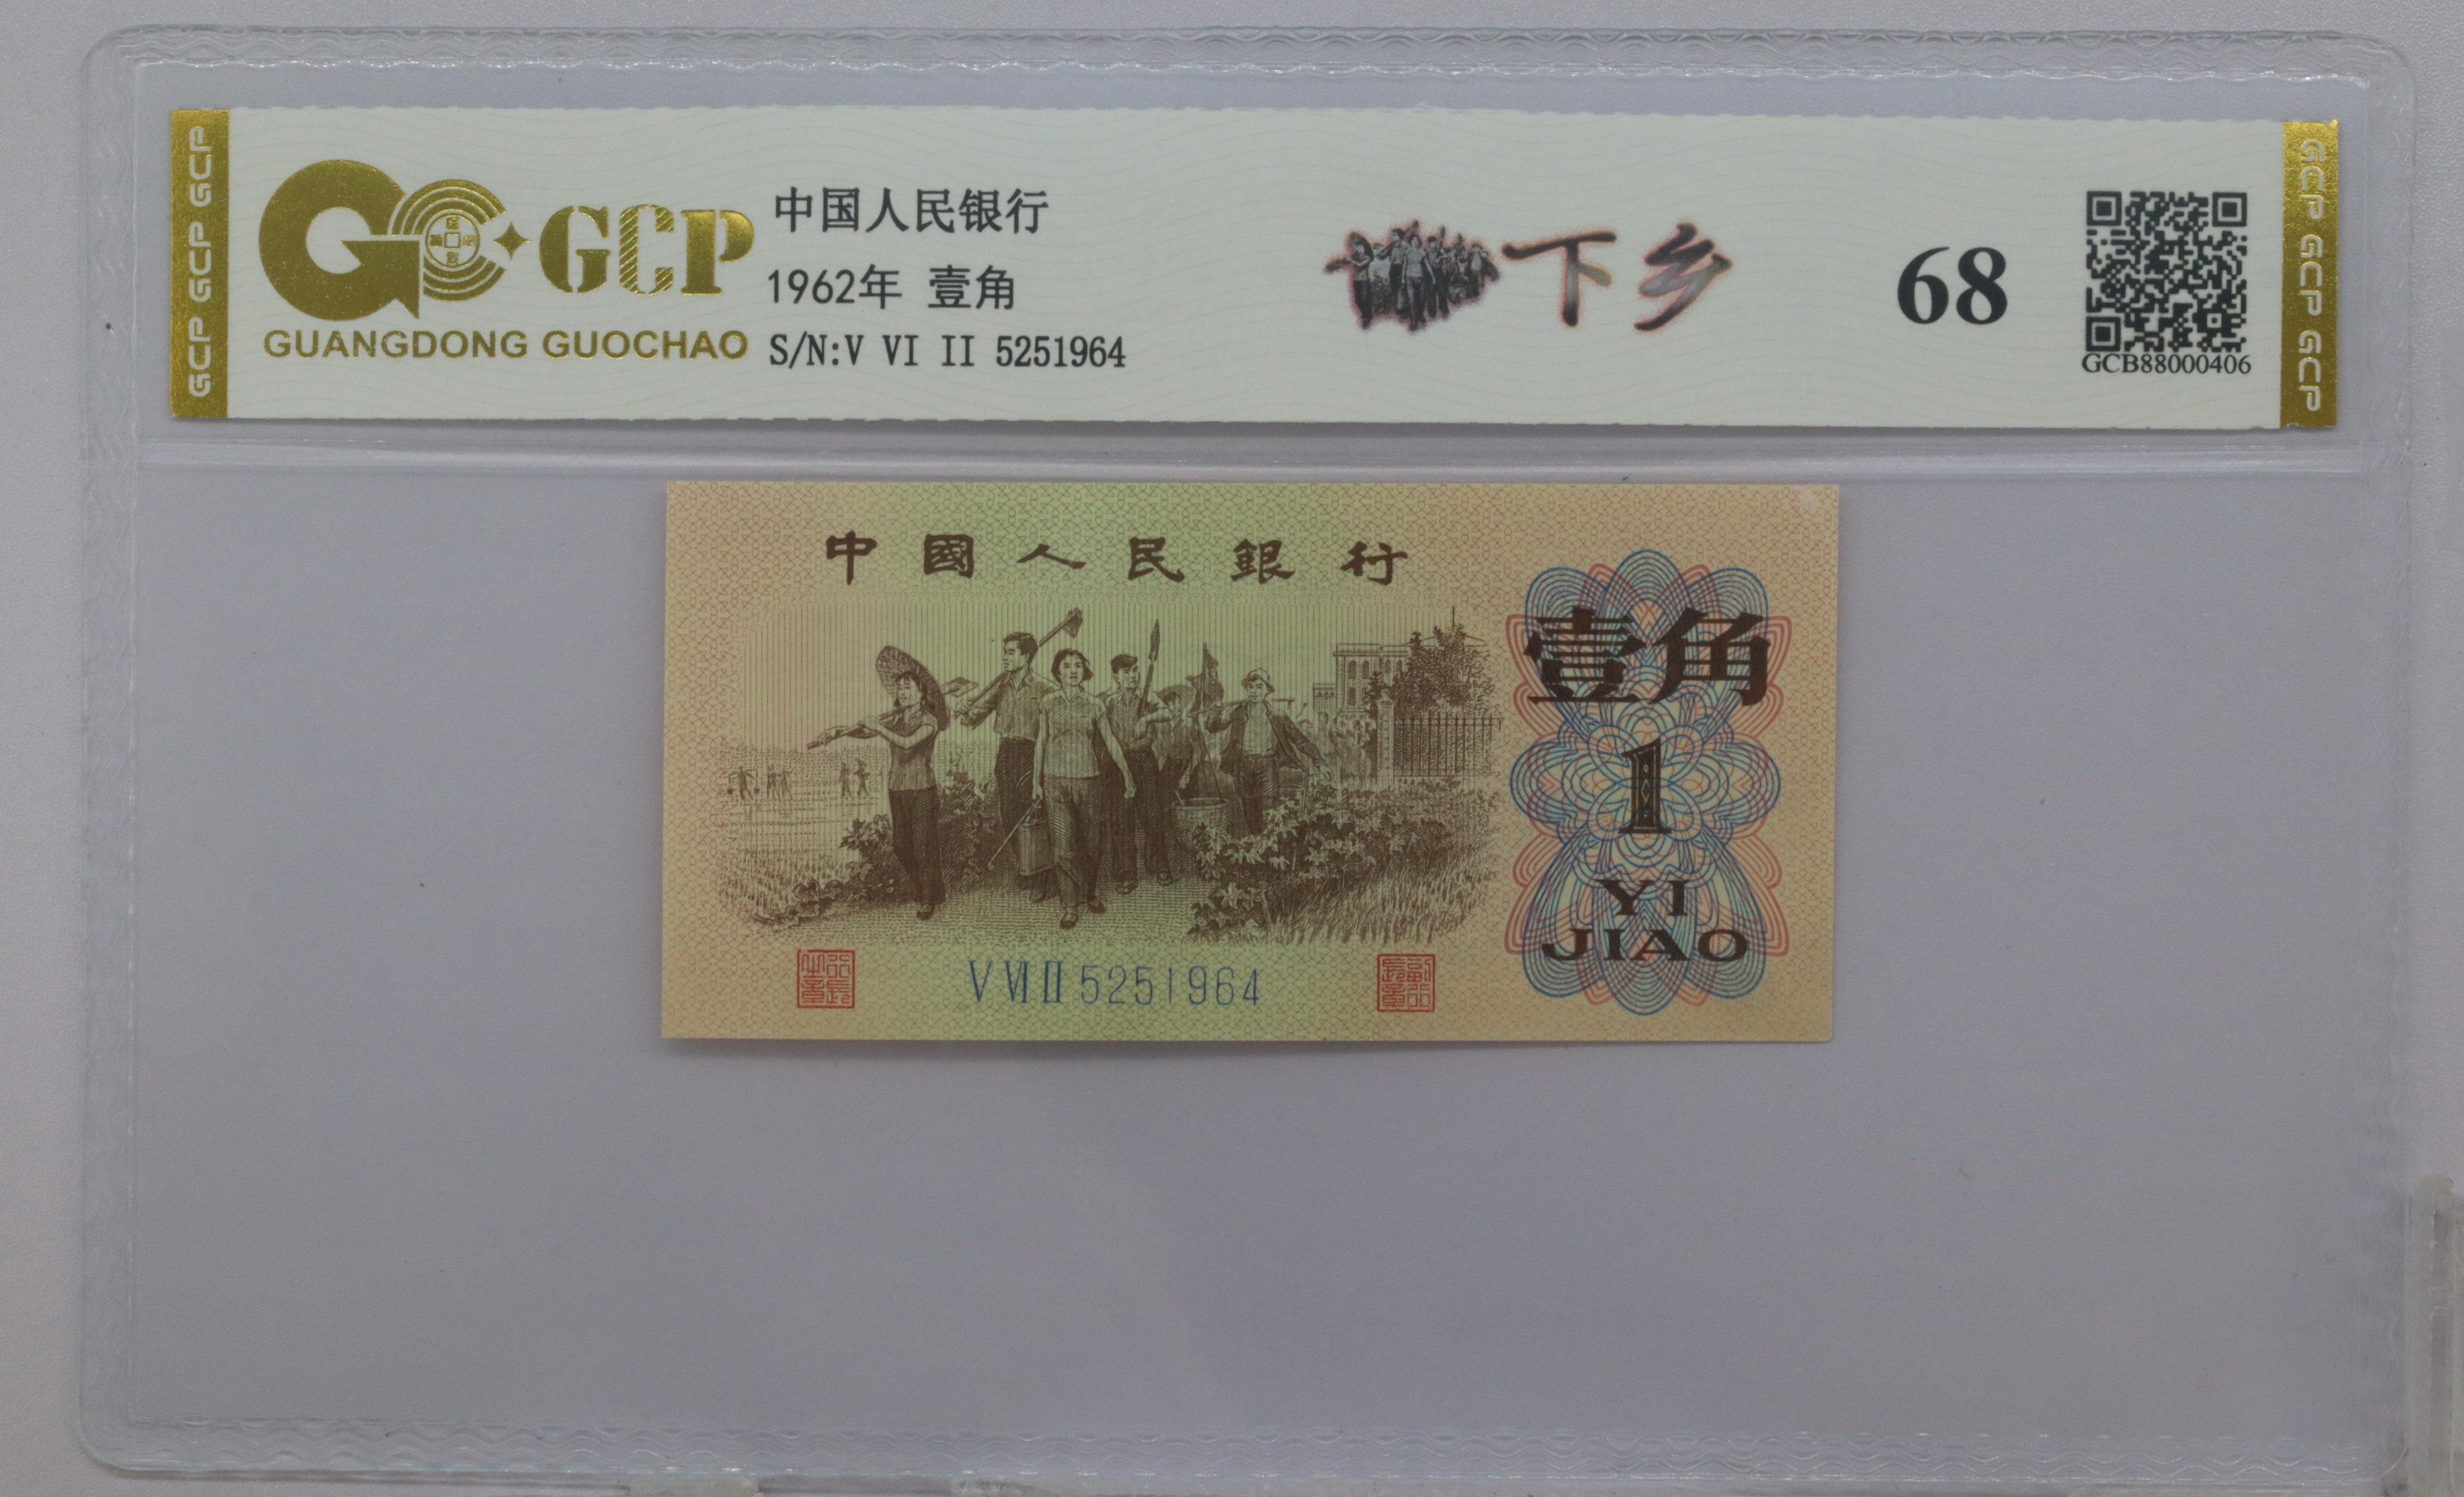 GCP GCP GCP
GCP
GUANGDONG GUOCHAO
中国人民银行
1962年 壹角
S/N:V VI II 5251964
下乡
68
GCB88000406
GCP GCP GCP
中國人民銀行
壹角
1
YI
JIAO
V VI II 5251964